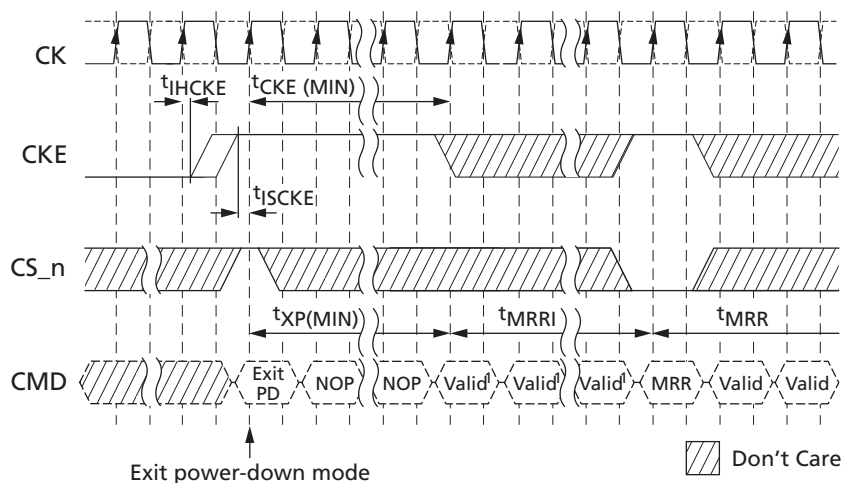 CK
tIHCKE
tCKE (MIN)
CKE
tISCKE
CS_n
tXP(MIN)
tMRRI
tMRR
CMD
Exit PD
NOP
NOP
Valid1
Valid1
Valid1
MRR
Valid
Valid
Exit power-down mode
Don't Care